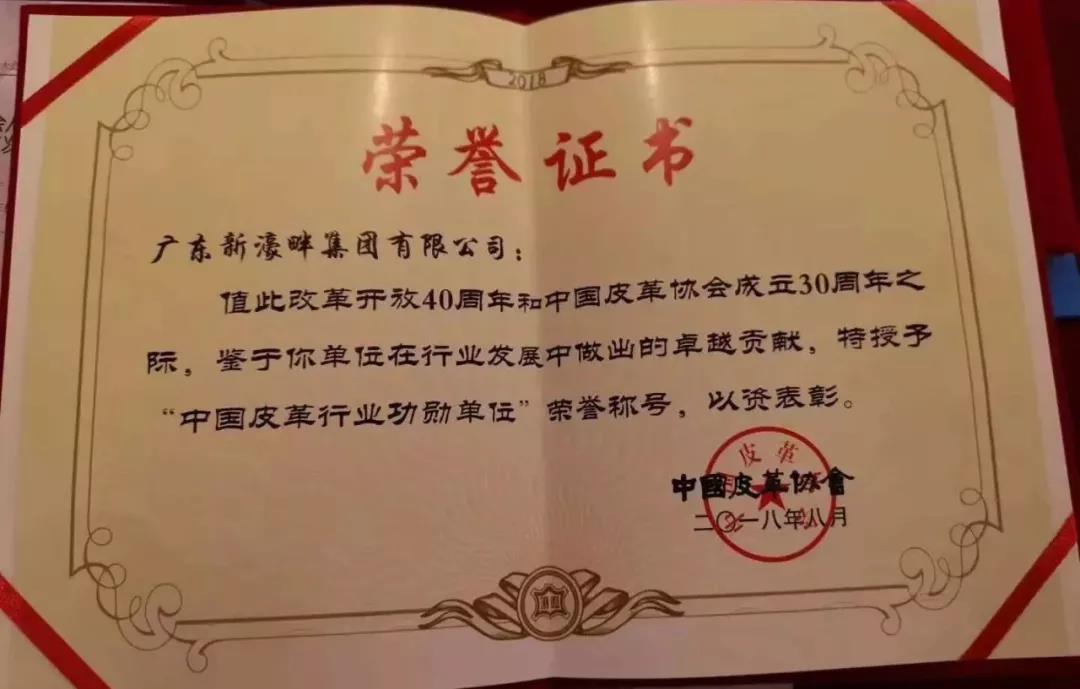 2018
荣誉证书
广东新濠畔集团有限公司：
值此改革开放40周年和中国皮革协会成立30周年之
际，鉴于你单位在行业发展中做出的卓越贡献，特授予
“中国皮革行业功勋单位”荣誉称号，以资表彰。
皮革
中國皮革协會
二〇一八年八月